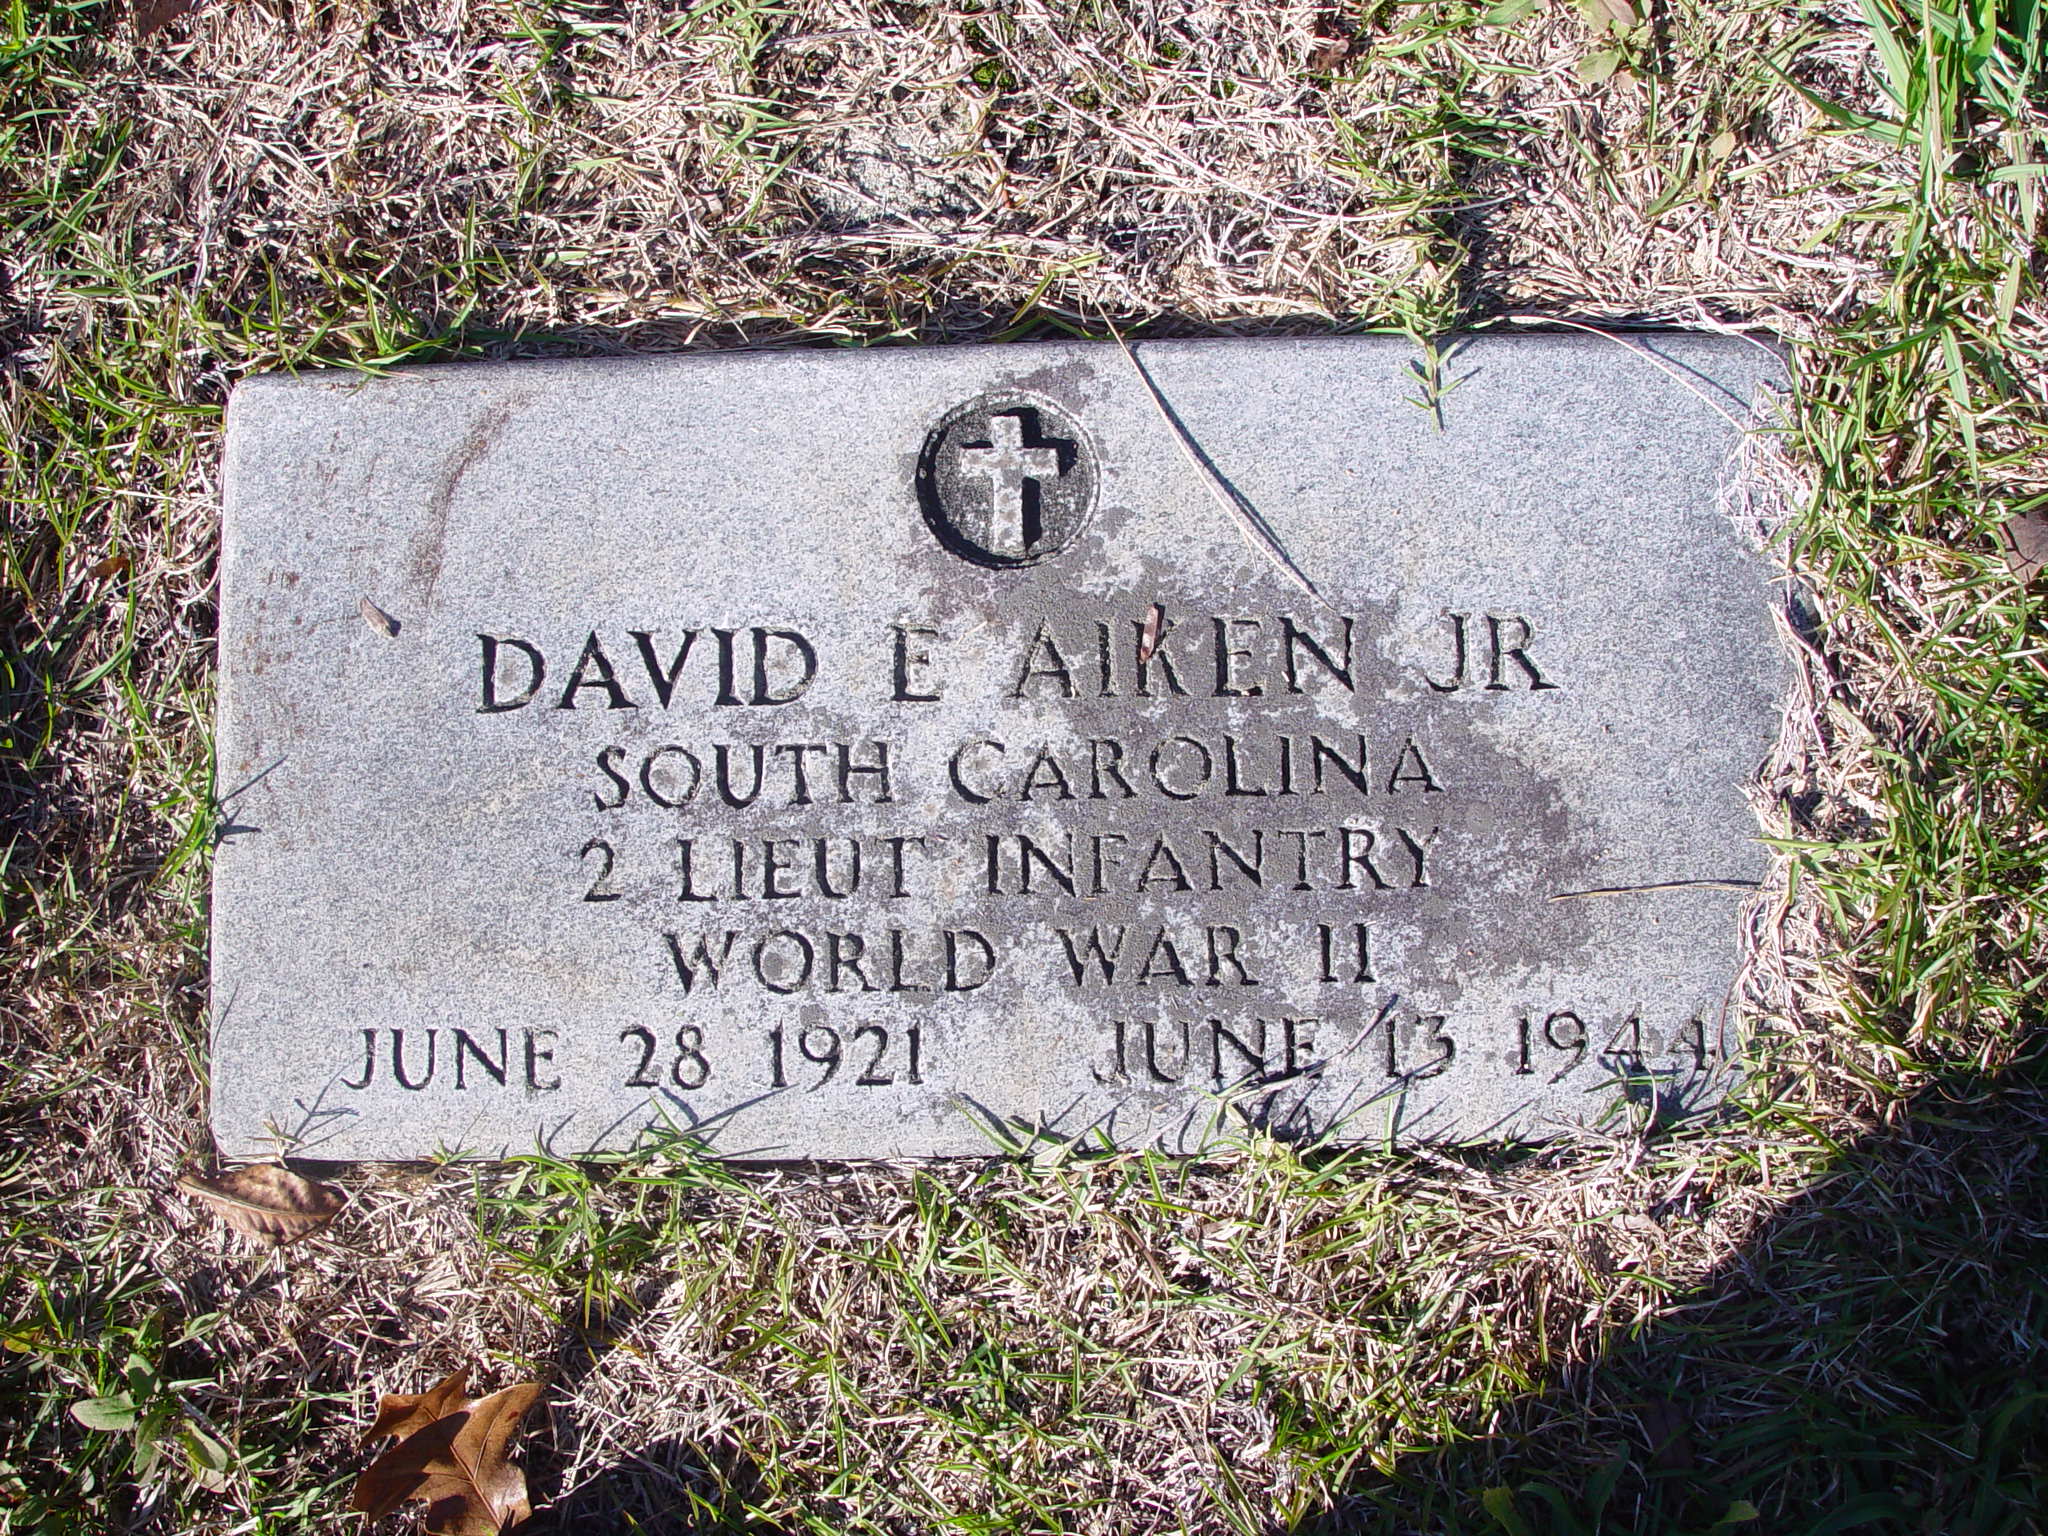 DAVID E AIKEN JR
SOUTH CAROLINA
2 LIEUT INFANTRY
WORLD WAR II
JUNE 28 1921 JUNE 13 1944